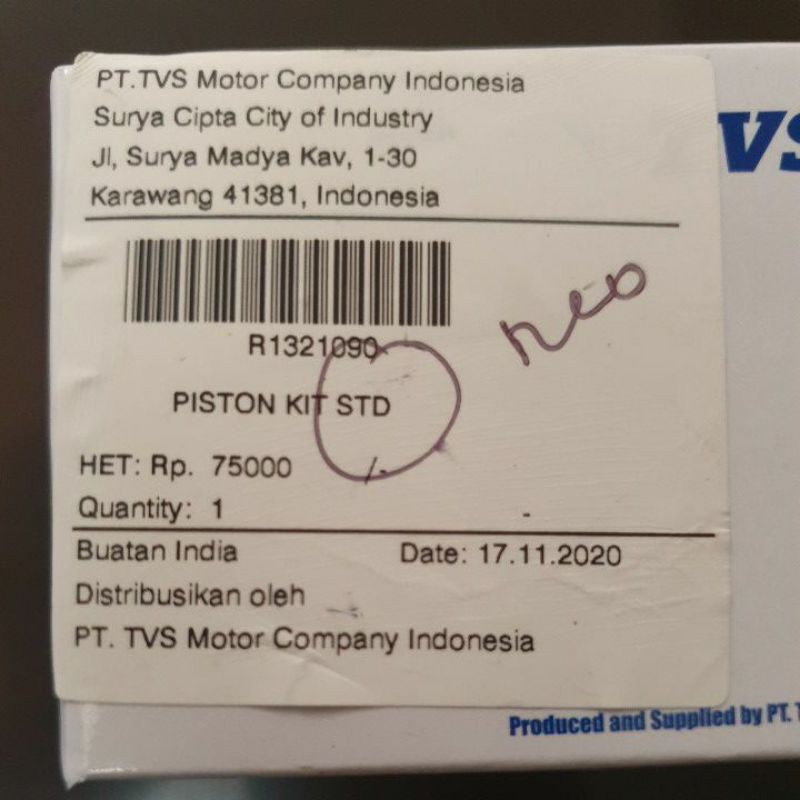 PT.TVS Motor Company Indonesia
Surya Cipta City of Industry
Jl, Surya Madya Kav, 1-30
Karawang 41381, Indonesia
VS
R1321090
neo
PISTON KIT STD
HET: Rp. 75000 /-
Quantity: 1 -
Buatan India Date: 17.11.2020
Distribusikan oleh
PT. TVS Motor Company Indonesia
Produced and Supplied by PT. T